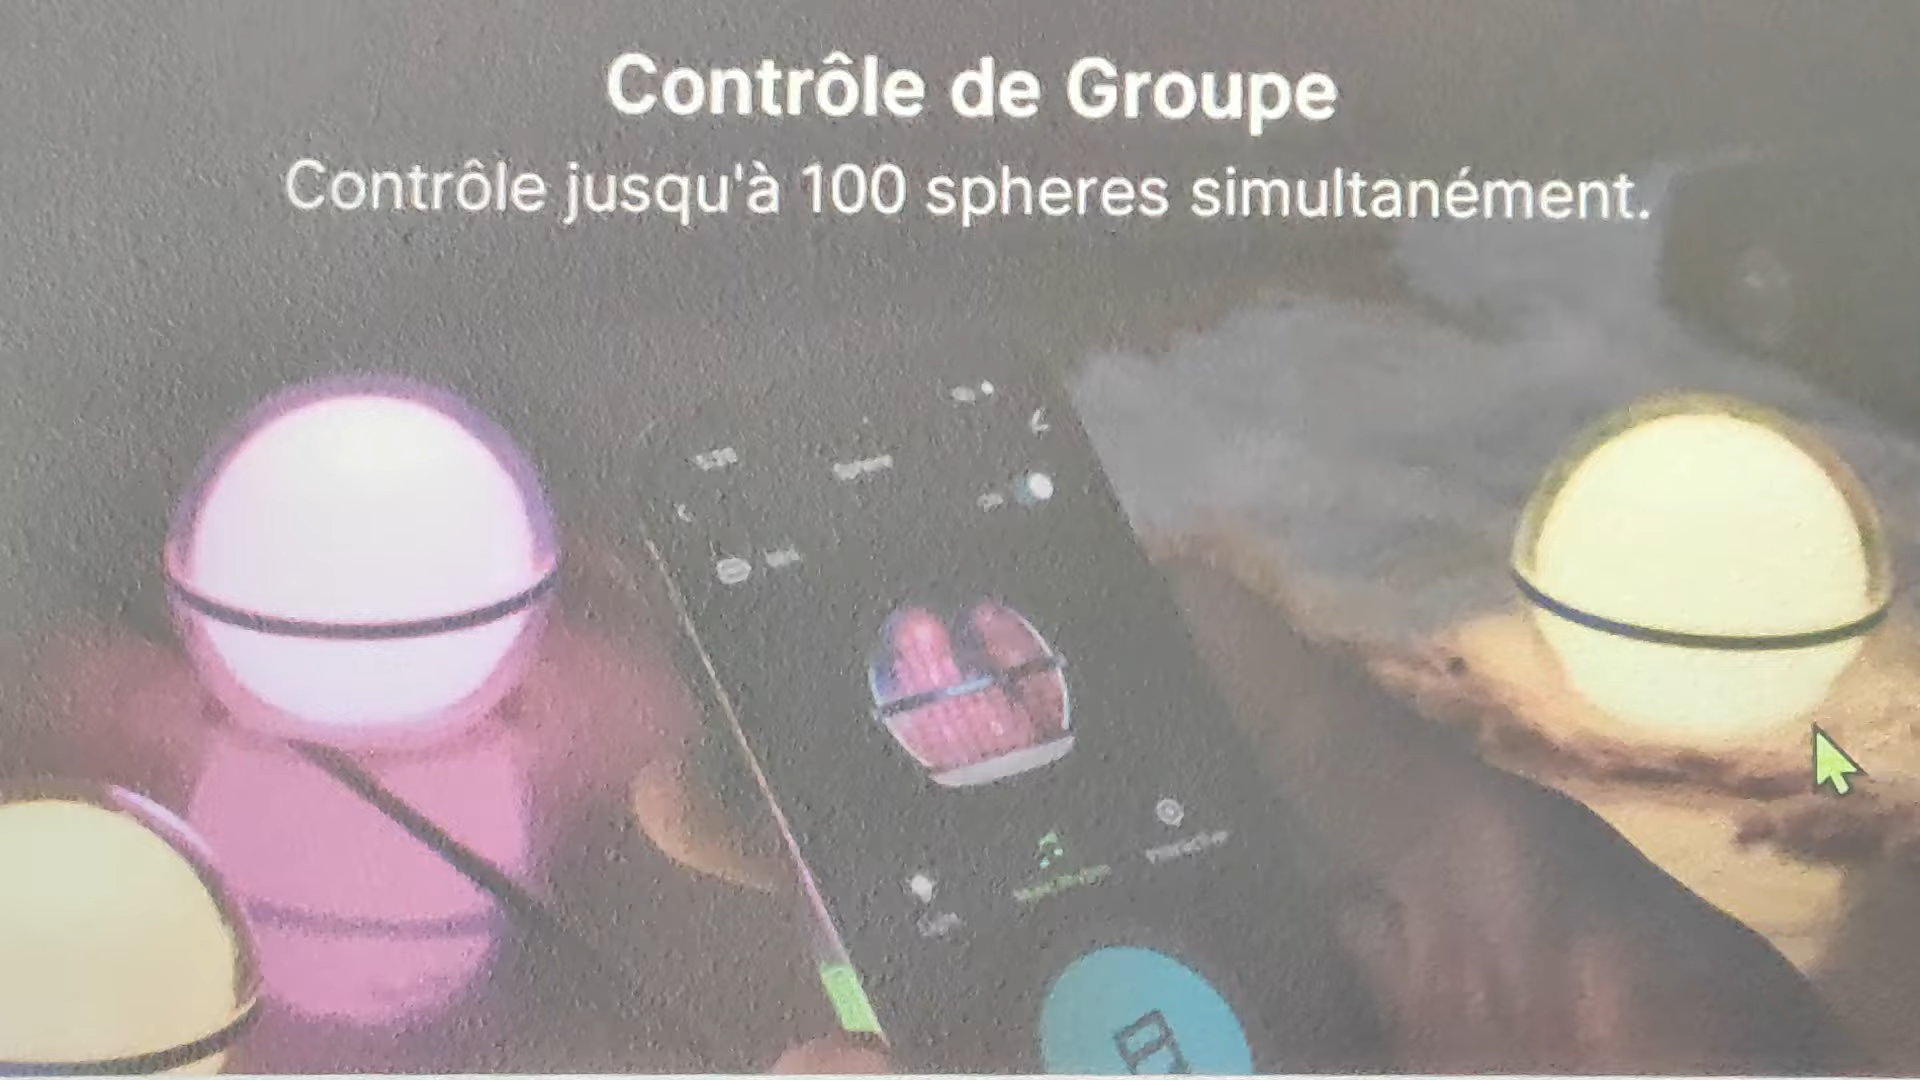 Contrôle de Groupe
Contrôle jusqu'à 100 spheres simultanément.